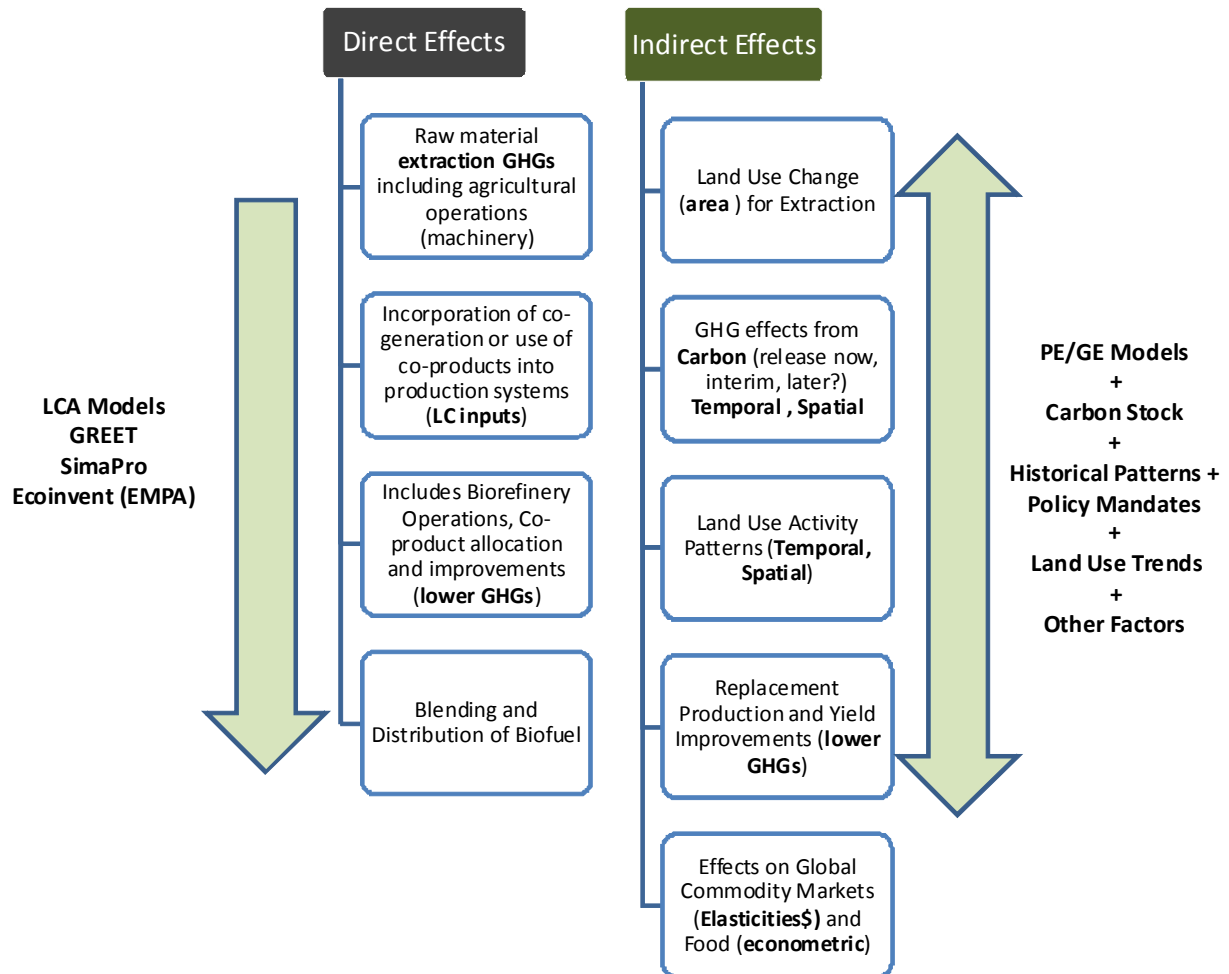 Direct Effects
Raw material
extraction GHGs
including agricultural
operations
(machinery)
Incorporation of co-
generation or use of
co-products into
production systems
(LC inputs)
Includes Biorefinery
Operations, Co-
product allocation
and improvements
(lower GHGs)
Blending and
Distribution of Biofuel
LCA Models
GREET
SimaPro
Ecoinvent (EMPA)
Indirect Effects
Land Use Change
(area ) for Extraction
GHG effects from
Carbon (release now,
interim, later?)
Temporal , Spatial
Land Use Activity
Patterns (Temporal,
Spatial)
Replacement
Production and Yield
Improvements (lower
GHGs)
Effects on Global
Commodity Markets
(Elasticities$) and
Food (econometric)
PE/GE Models
+
Carbon Stock
+
Historical Patterns +
Policy Mandates
+
Land Use Trends
+
Other Factors